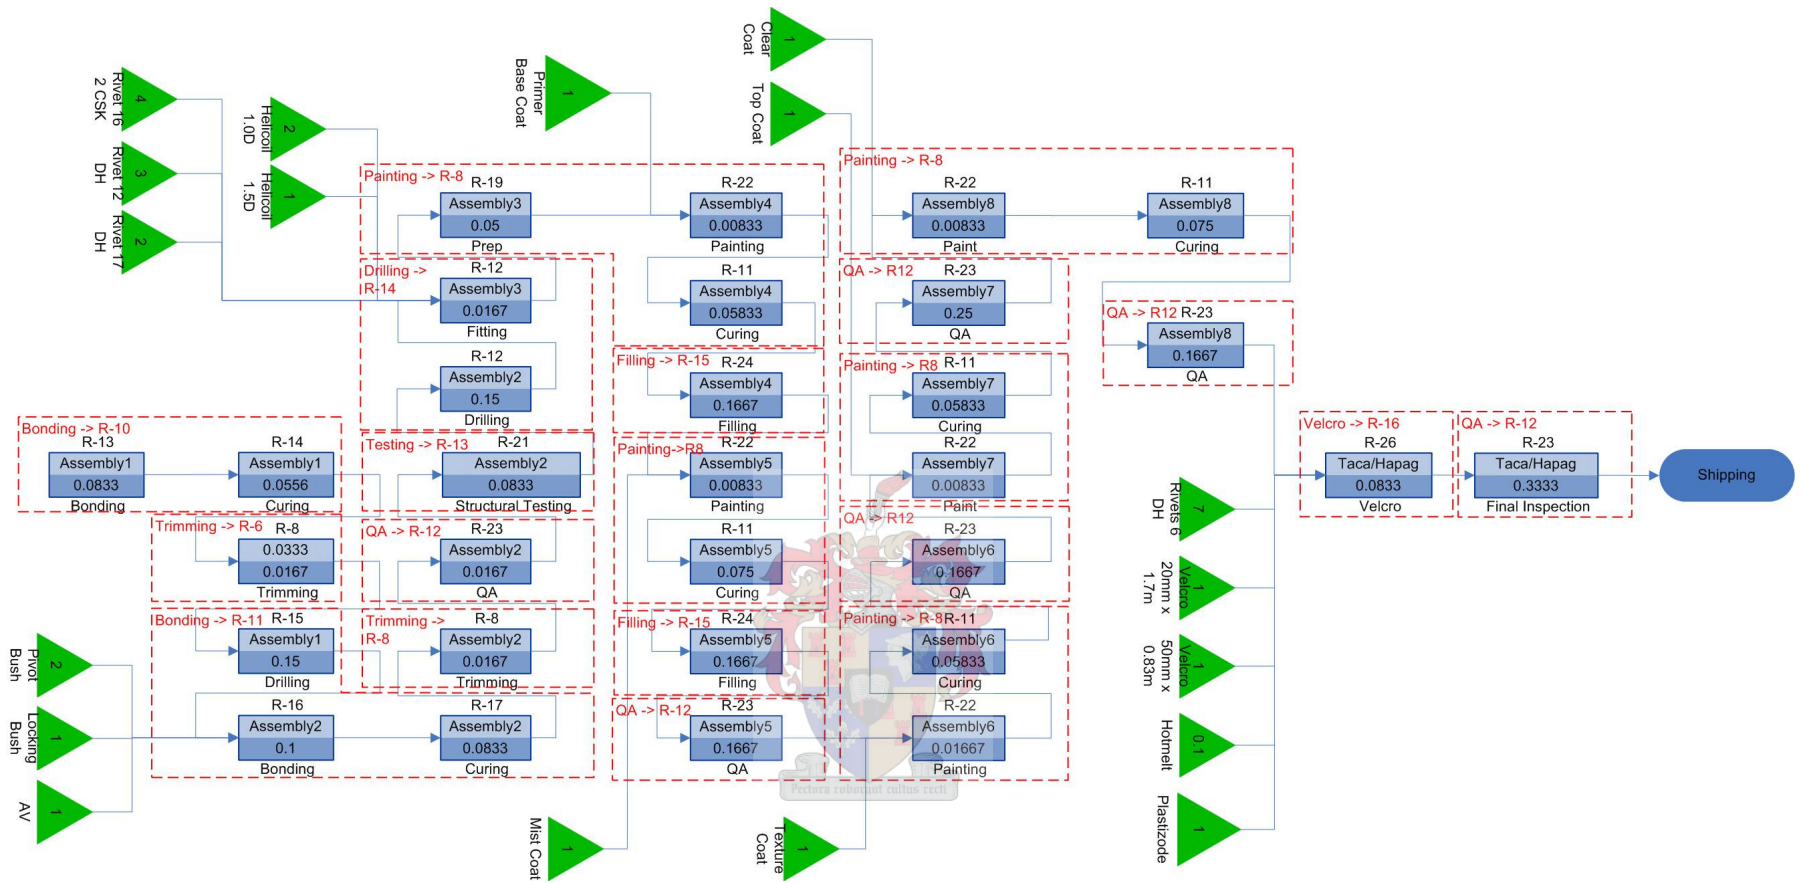 Clear
Coat
1
Top Coat
1
Primer
Base Coat
1
Rivet 16
2 CSK
4
Rivet 12
DH
3
Rivet 17
DH
2
Helicoil
1.0D
2
Helicoil
1.5D
1
Painting -> R-8
R-19
Assembly3
0.05
Prep
R-22
Assembly4
0.00833
Painting
R-11
Assembly4
0.05833
Curing
Painting -> R-8
R-22
Assembly8
0.00833
Paint
R-11
Assembly8
0.075
Curing
Drilling ->
R-14
R-12
Assembly3
0.0167
Fitting
R-12
Assembly2
0.15
Drilling
QA -> R12
R-23
Assembly7
0.25
QA
QA -> R12
R-23
Assembly8
0.1667
QA
Filling -> R-15
R-24
Assembly4
0.1667
Filling
Painting -> R8
R-11
Assembly7
0.05833
Curing
R-22
Assembly7
0.00833
Paint
Bonding -> R-10
R-13
Assembly1
0.0833
Bonding
R-14
Assembly1
0.0556
Curing
Testing -> R-13
R-21
Assembly2
0.0833
Structural Testing
Painting->R8
R-22
Assembly5
0.00833
Painting
R-11
Assembly5
0.075
Curing
Velcro -> R-16
R-26
Taca/Hapag
0.0833
Velcro
QA -> R-12
R-23
Taca/Hapag
0.3333
Final Inspection
Shipping
Trimming -> R-6
R-8
0.0333
0.0167
Trimming
QA -> R-12
R-23
Assembly2
0.0167
QA
QA -> R12
R-23
Assembly6
0.1667
QA
Bonding -> R-11
R-15
Assembly1
0.15
Drilling
R-16
Assembly2
0.1
Bonding
R-17
Assembly2
0.0833
Curing
Trimming ->
R-8
R-8
Assembly2
0.0167
Trimming
Filling -> R-15
R-24
Assembly5
0.1667
Filling
Painting -> R-8
R-11
Assembly6
0.05833
Curing
R-22
Assembly6
0.01667
Painting
QA -> R-12
R-23
Assembly5
0.1667
QA
Pivot
Bush
2
Locking
Bush
1
AV
1
Mist Coat
1
Texture
Coat
1
Rivets 6
DH
7
Velcro
20mm x
1.7m
1
Velcro
50mm x
0.83m
1
Hotmelt
0.1
Plastizode
1
Pectora roborant cultus recti